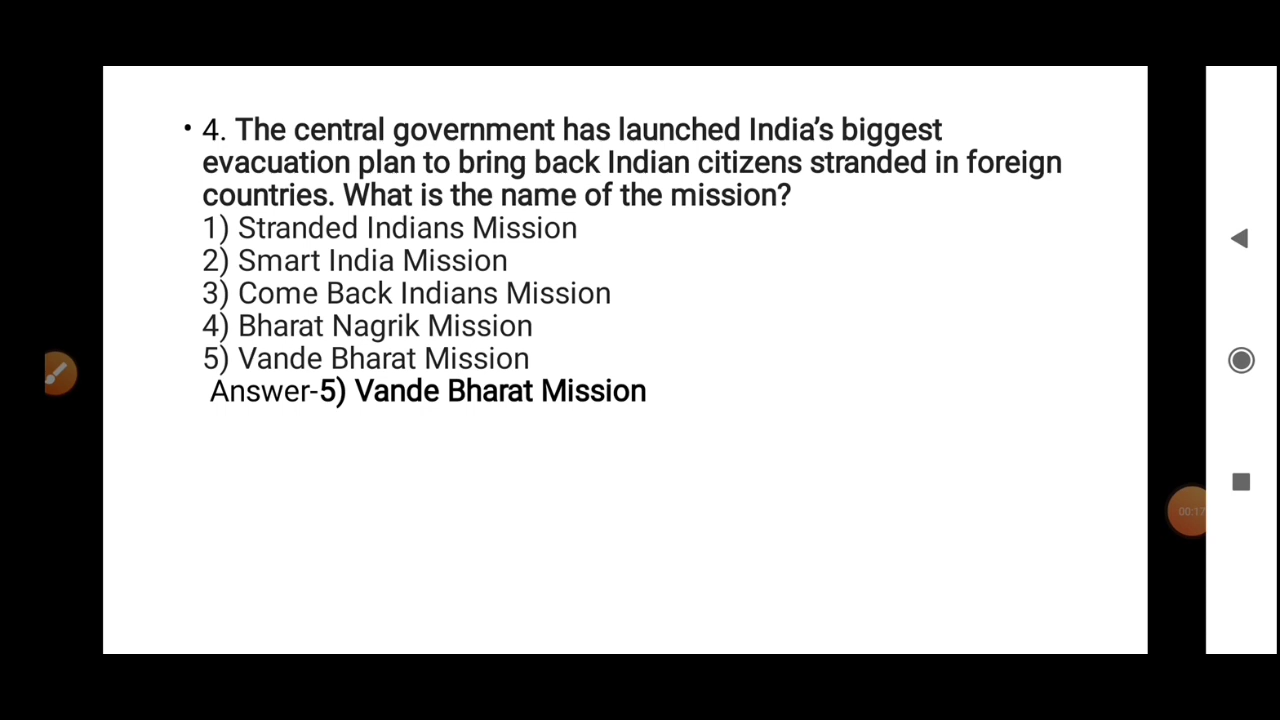 • 4. The central government has launched India's biggest
evacuation plan to bring back Indian citizens stranded in foreign
countries. What is the name of the mission?
1) Stranded Indians Mission
2) Smart India Mission
3) Come Back Indians Mission
4) Bharat Nagrik Mission
5) Vande Bharat Mission
Answer-5) Vande Bharat Mission
00:17